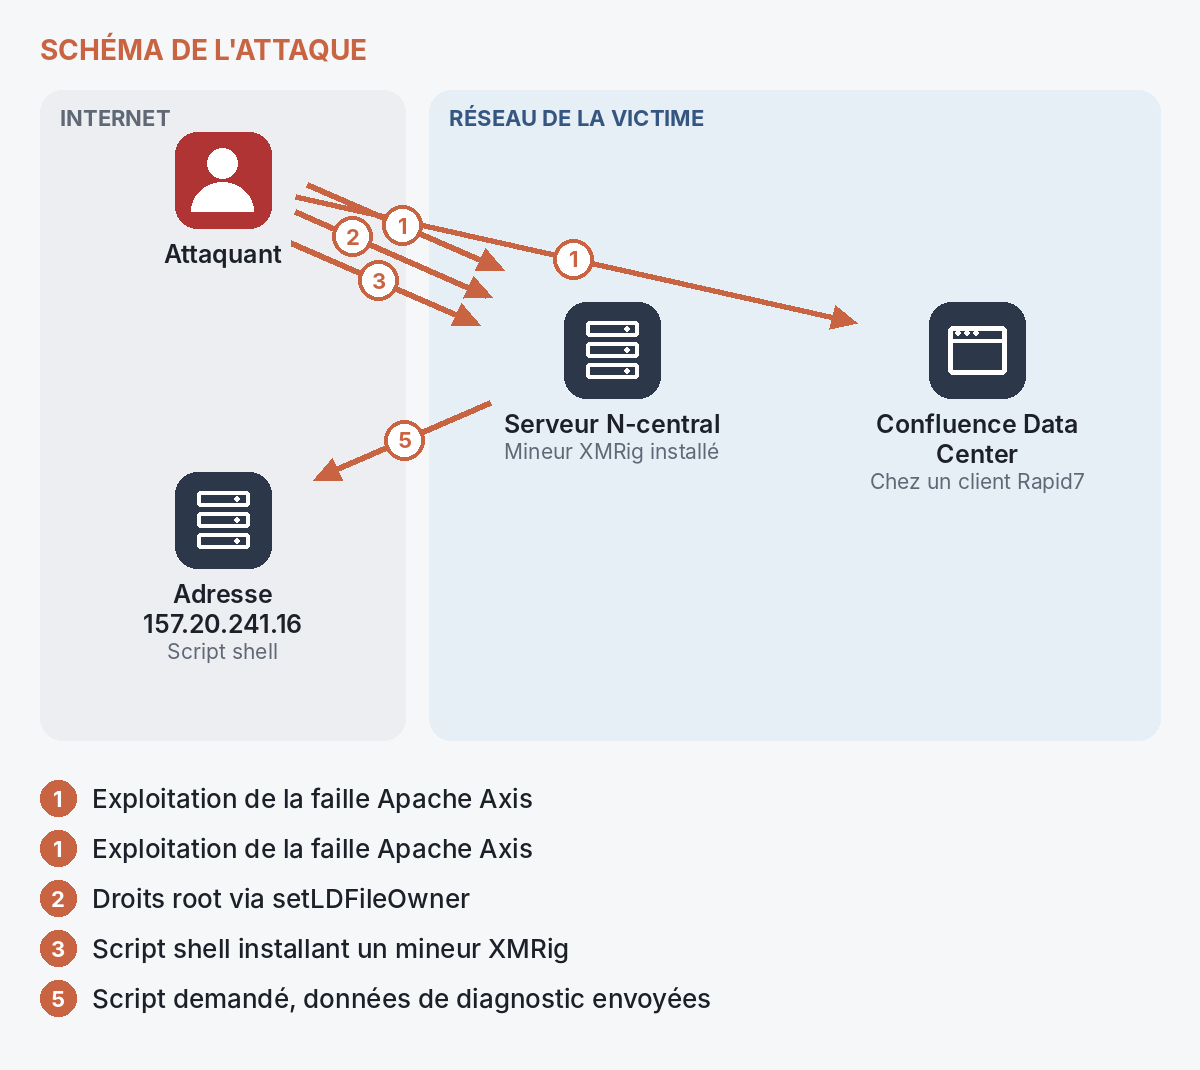 SCHÉMA DE L'ATTAQUE
INTERNET
RÉSEAU DE LA VICTIME
Attaquant
1
2
3
1
5
Serveur N-central
Mineur XMRig installé
Confluence Data
Center
Chez un client Rapid7
Adresse
157.20.241.16
Script shell
1 Exploitation de la faille Apache Axis
1 Exploitation de la faille Apache Axis
2 Droits root via setLDFileOwner
3 Script shell installant un mineur XMRig
5 Script demandé, données de diagnostic envoyées